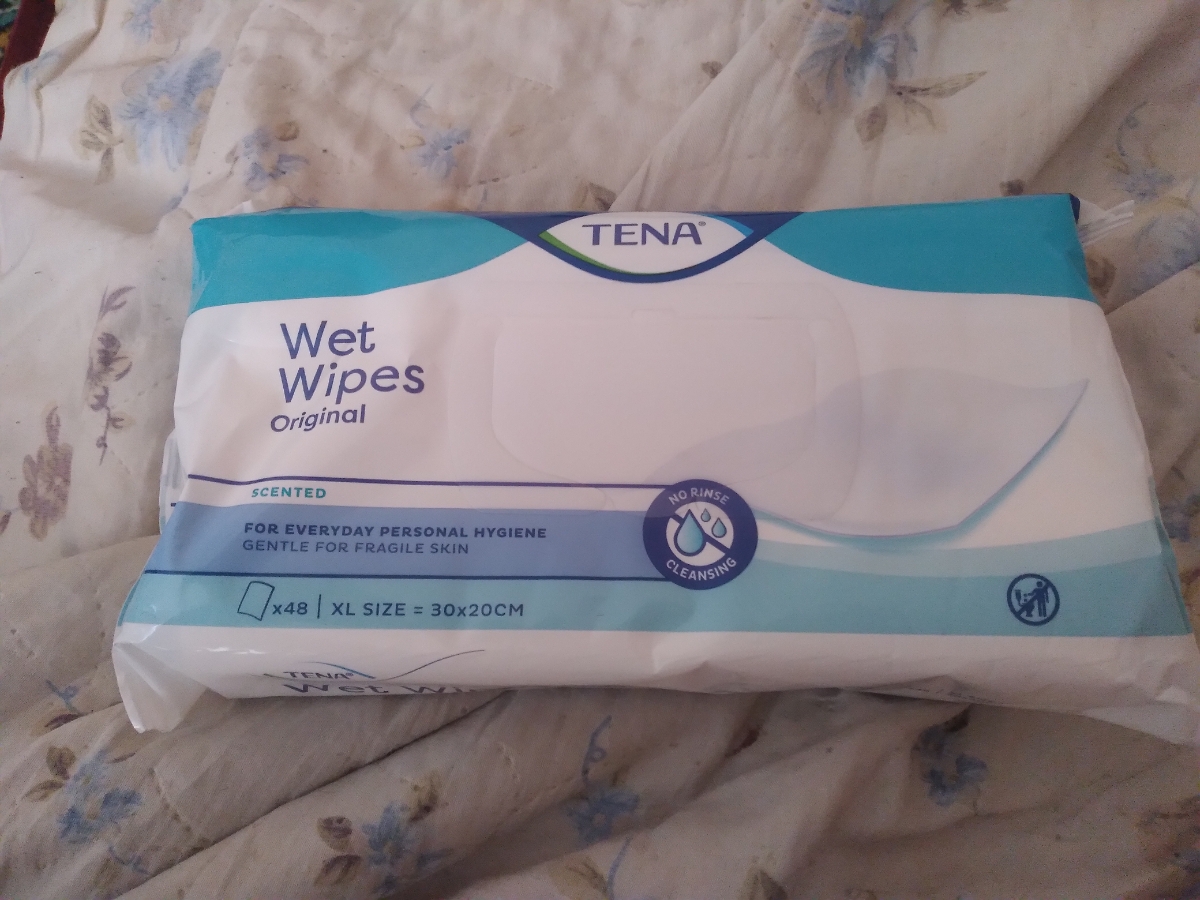 TENA®
Wet
Wipes
Original
SCENTED
FOR EVERYDAY PERSONAL HYGIENE
GENTLE FOR FRAGILE SKIN
NO RINSE
CLEANSING
x48 | XL SIZE = 30x20CM
TENA®
Wet